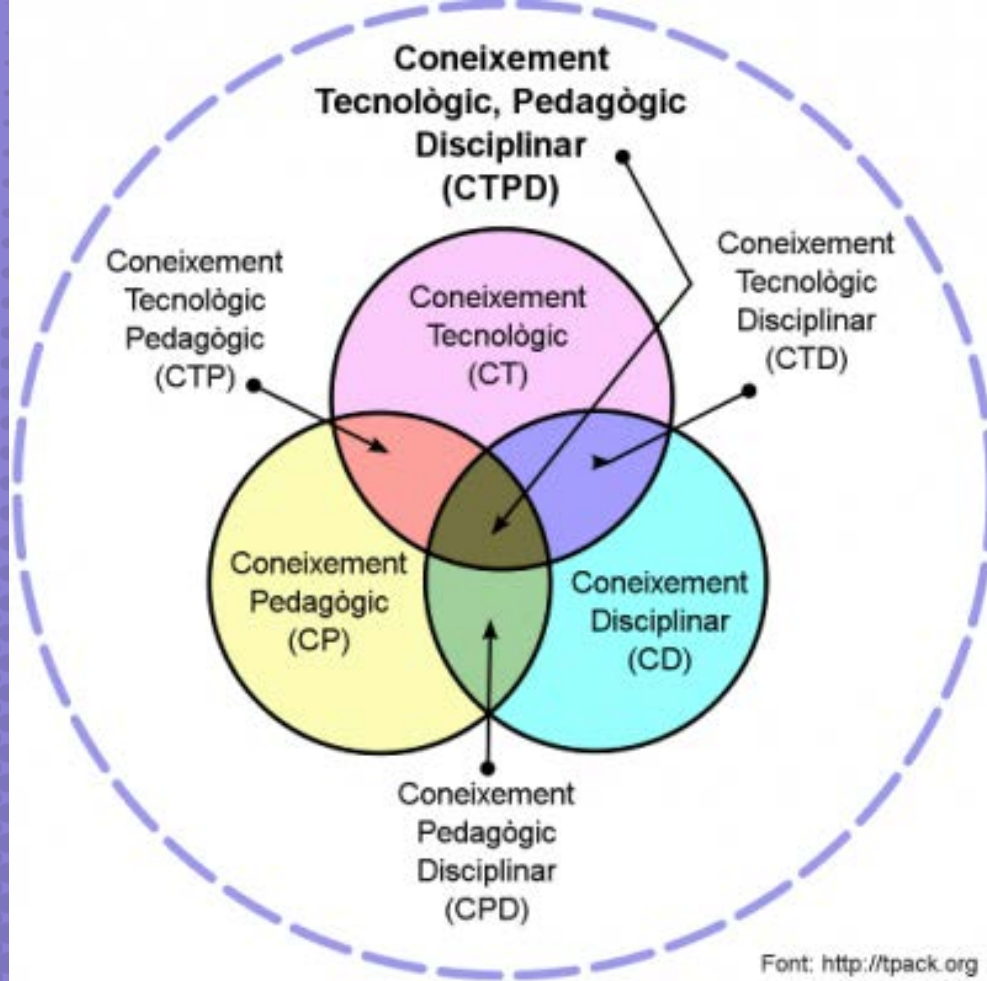 Coneixement
Tecnològic, Pedagògic
Disciplinar
(CTPD)
Coneixement
Tecnològic
Pedagògic
(CTP)
Coneixement
Tecnològic
(CT)
Coneixement
Tecnològic
Disciplinar
(CTD)
Coneixement
Pedagògic
(CP)
Coneixement
Disciplinar
(CD)
Coneixement
Pedagògic
Disciplinar
(CPD)
Font: http://tpack.org